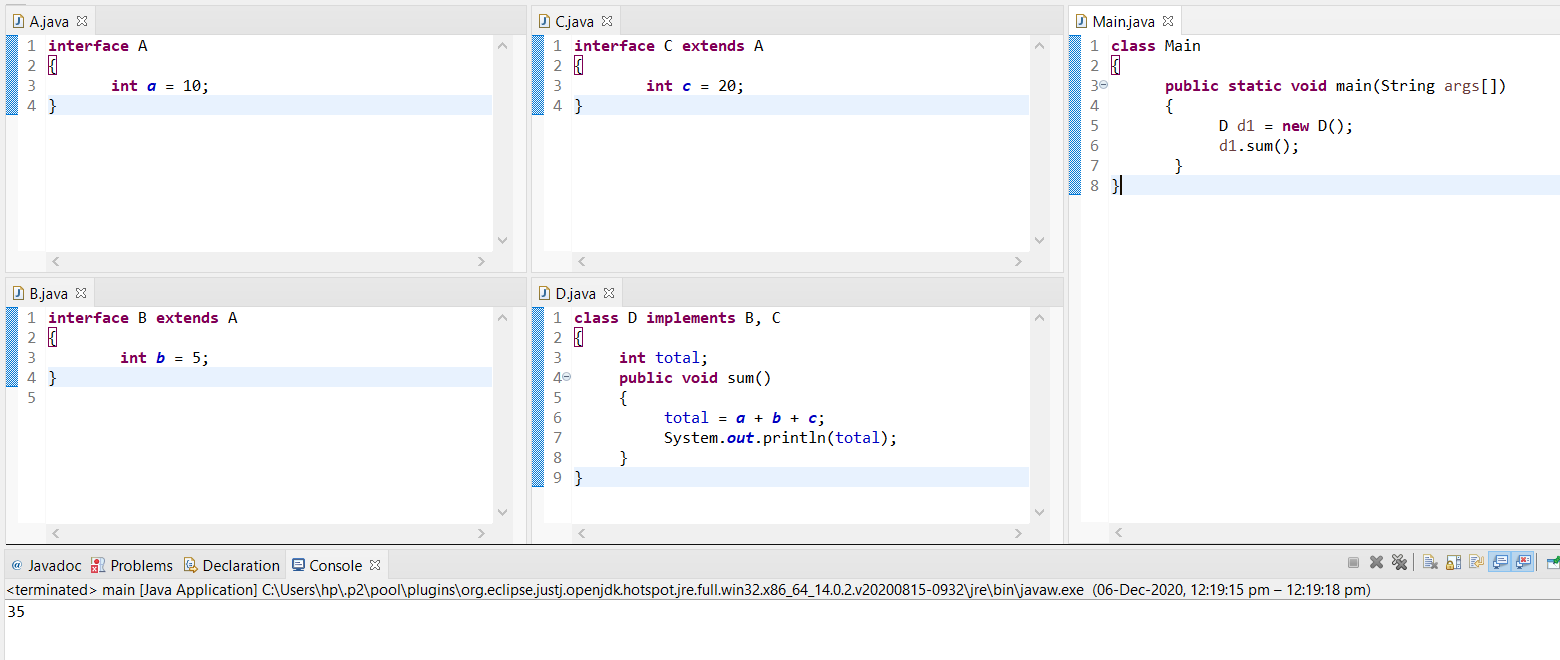 A.java
1 interface A
2 {
3 int a = 10;
4 }
C.java
1 interface C extends A
2 {
3 int c = 20;
4 }
Main.java
1 class Main
2 {
3 public static void main(String args[])
4 {
5 D d1 = new D();
6 d1.sum();
7 }
8 }
B.java
1 interface B extends A
2 {
3 int b = 5;
4 }
5
D.java
1 class D implements B, C
2 {
3 int total;
4 public void sum()
5 {
6 total = a + b + c;
7 System.out.println(total);
8 }
9 }
@ Javadoc Problems Declaration Console
<terminated> main [Java Application] C:\Users\hp\.p2\pool\plugins\org.eclipse.justj.openjdk.hotspot.jre.full.win32.x86_64_14.0.2.v20200815-0932\jre\bin\javaw.exe (06-Dec-2020, 12:19:15 pm – 12:19:18 pm)
35